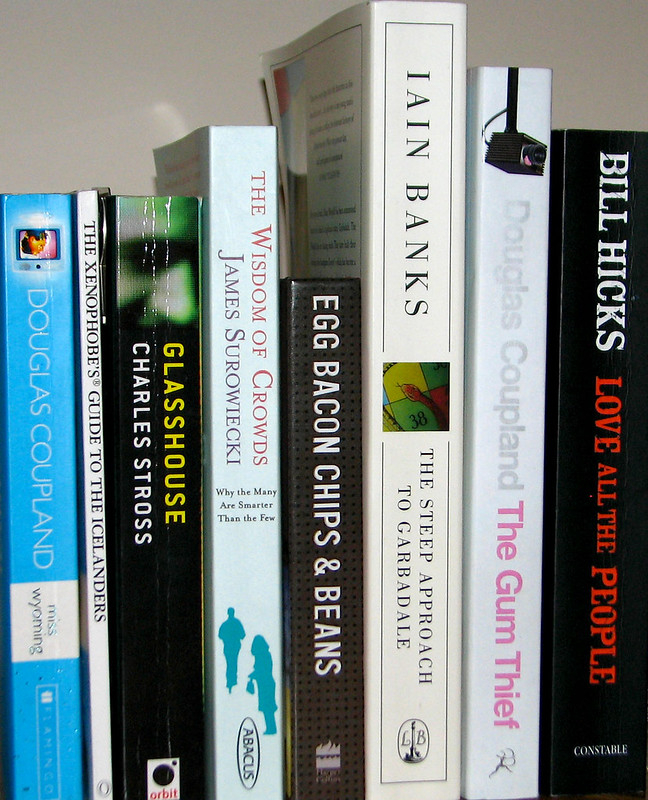 DOUGLAS COUPLAND
miss
wyoming
FLAMINGO
THE XENOPHOBE'S® GUIDE TO THE ICELANDERS
GLASSHOUSE
CHARLES STROSS
orbit
THE WISDOM OF CROWDS
JAMES SUROWIECKI
Why the Many
Are Smarter
Than the Few
ABACUS
EGG BACON CHIPS & BEANS
IAIN BANKS
38
THE STEEP APPROACH
TO GARBADALE
LB
Douglas Coupland The Gum Thief
BILL HICKS LOVE ALL THE PEOPLE
CONSTABLE